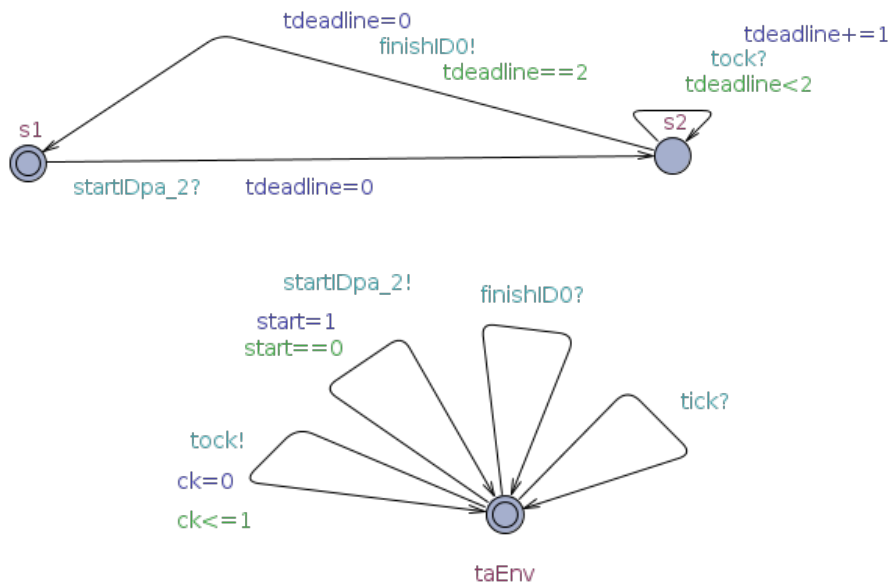 tdeadline=0
finishID0!
tdeadline==2
tdeadline+=1
tock?
tdeadline<2
s1
s2
startIDpa_2?
tdeadline=0
startIDpa_2!
finishID0?
start=1
start==0
tick?
tock!
ck=0
ck<=1
taEnv